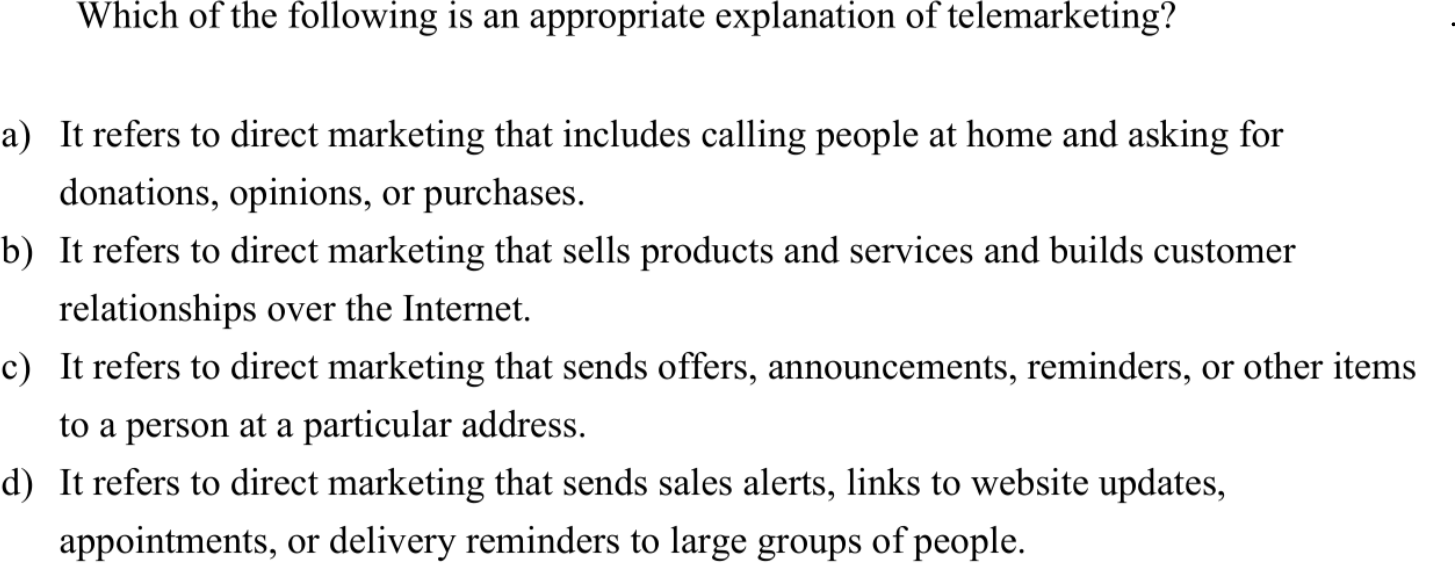 Which of the following is an appropriate explanation of telemarketing?
a) It refers to direct marketing that includes calling people at home and asking for
donations, opinions, or purchases.
b) It refers to direct marketing that sells products and services and builds customer
relationships over the Internet.
c) It refers to direct marketing that sends offers, announcements, reminders, or other items
to a person at a particular address.
d) It refers to direct marketing that sends sales alerts, links to website updates,
appointments, or delivery reminders to large groups of people.